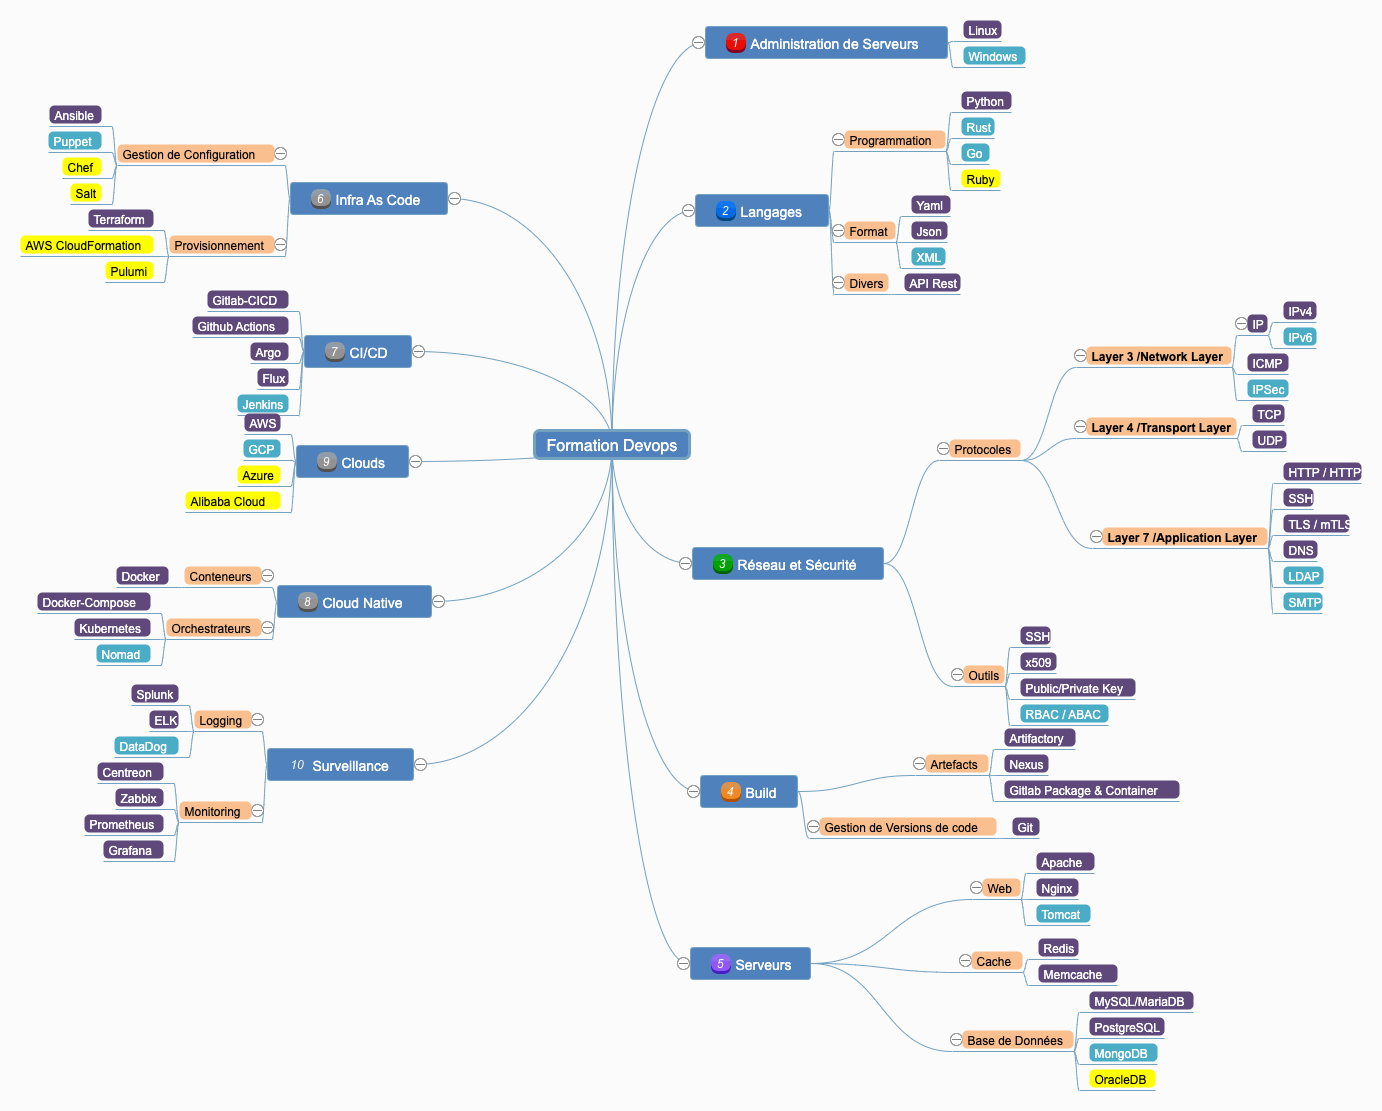 Formation Devops
1 Administration de Serveurs
Linux
Windows
2 Langages
Programmation
Python
Rust
Go
Ruby
Format
Yaml
Json
XML
Divers
API Rest
3 Réseau et Sécurité
Protocoles
Layer 3 /Network Layer
IP
IPv4
IPv6
ICMP
IPSec
Layer 4 /Transport Layer
TCP
UDP
Layer 7 /Application Layer
HTTP / HTTP
SSH
TLS / mTLS
DNS
LDAP
SMTP
Outils
SSH
x509
Public/Private Key
RBAC / ABAC
4 Build
Artefacts
Artifactory
Nexus
Gitlab Package & Container
Gestion de Versions de code
Git
5 Serveurs
Web
Apache
Nginx
Tomcat
Cache
Redis
Memcache
Base de Données
MySQL/MariaDB
PostgreSQL
MongoDB
OracleDB
6 Infra As Code
Gestion de Configuration
Ansible
Puppet
Chef
Salt
Provisionnement
Terraform
AWS CloudFormation
Pulumi
7 CI/CD
Gitlab-CICD
Github Actions
Argo
Flux
Jenkins
9 Clouds
AWS
GCP
Azure
Alibaba Cloud
8 Cloud Native
Conteneurs
Docker
Orchestrateurs
Docker-Compose
Kubernetes
Nomad
10 Surveillance
Logging
Splunk
ELK
DataDog
Monitoring
Centreon
Zabbix
Prometheus
Grafana